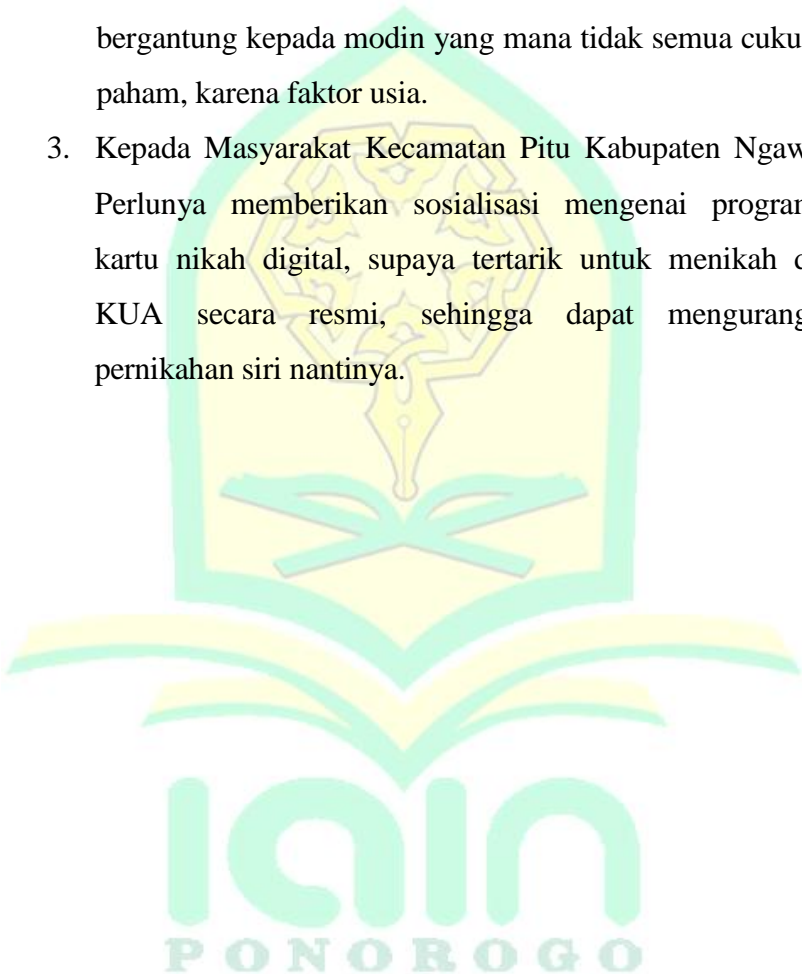 bergantung kepada modin yang mana tidak semua cuku
paham, karena faktor usia.
3. Kepada Masyarakat Kecamatan Pitu Kabupaten Ngaw
Perlunya memberikan sosialisasi mengenai progran
kartu nikah digital, supaya tertarik untuk menikah d
KUA secara resmi, sehingga dapat mengurang
pernikahan siri nantinya.
iain
PONOROGO